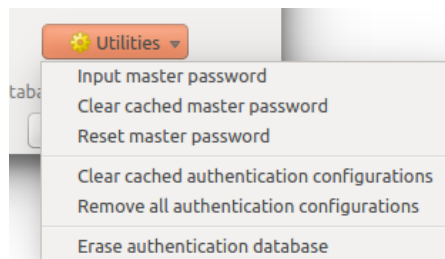 Utilities
Input master password
Clear cached master password
Reset master password
Clear cached authentication configurations
Remove all authentication configurations
Erase authentication database